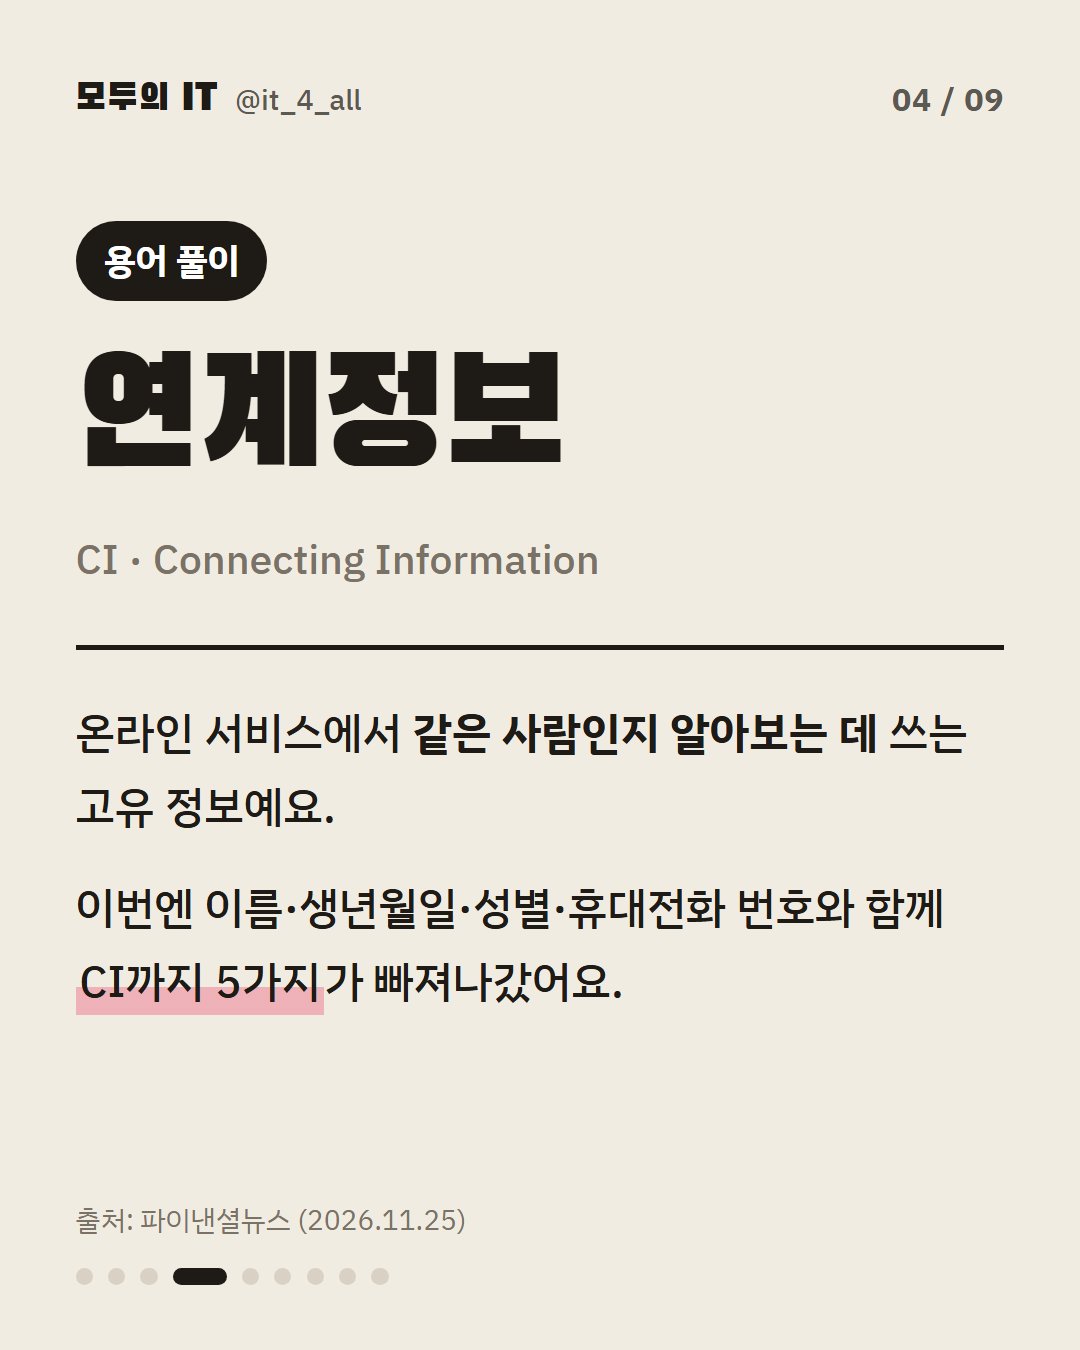 모두의 IT @it_4_all
04 / 09
용어 풀이
연계정보
CI · Connecting Information
온라인 서비스에서 같은 사람인지 알아보는 데 쓰는
고유 정보예요.
이번엔 이름·생년월일·성별·휴대전화 번호와 함께
CI까지 5가지가 빠져나갔어요.
출처: 파이낸셜뉴스 (2026.11.25)